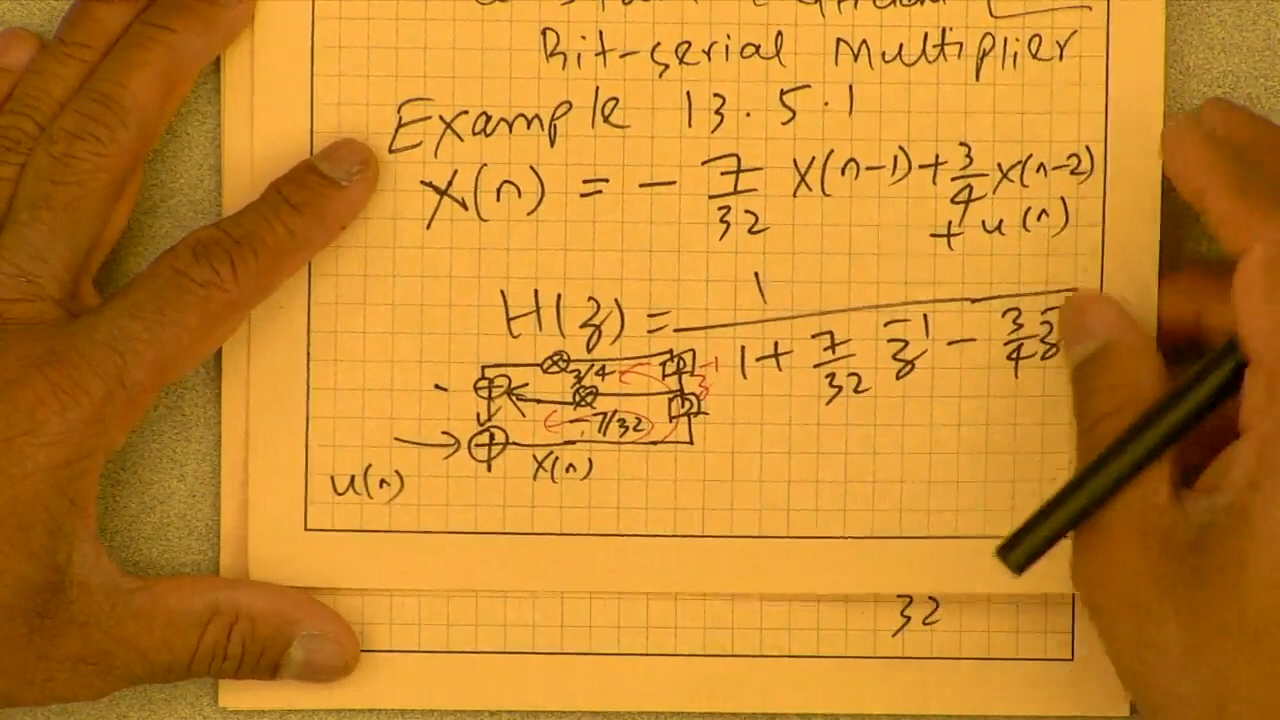 Bit-serial Multiplier
Example 13.5.1
X(n) = - 7/32 X(n-1) + 3/4 X(n-2)
+ u(n)
H(z) = 1 / (1 + 7/32 z^-1 - 3/4 z
D
3/4
z^-1
D
-7/32
X(n)
u(n)
32